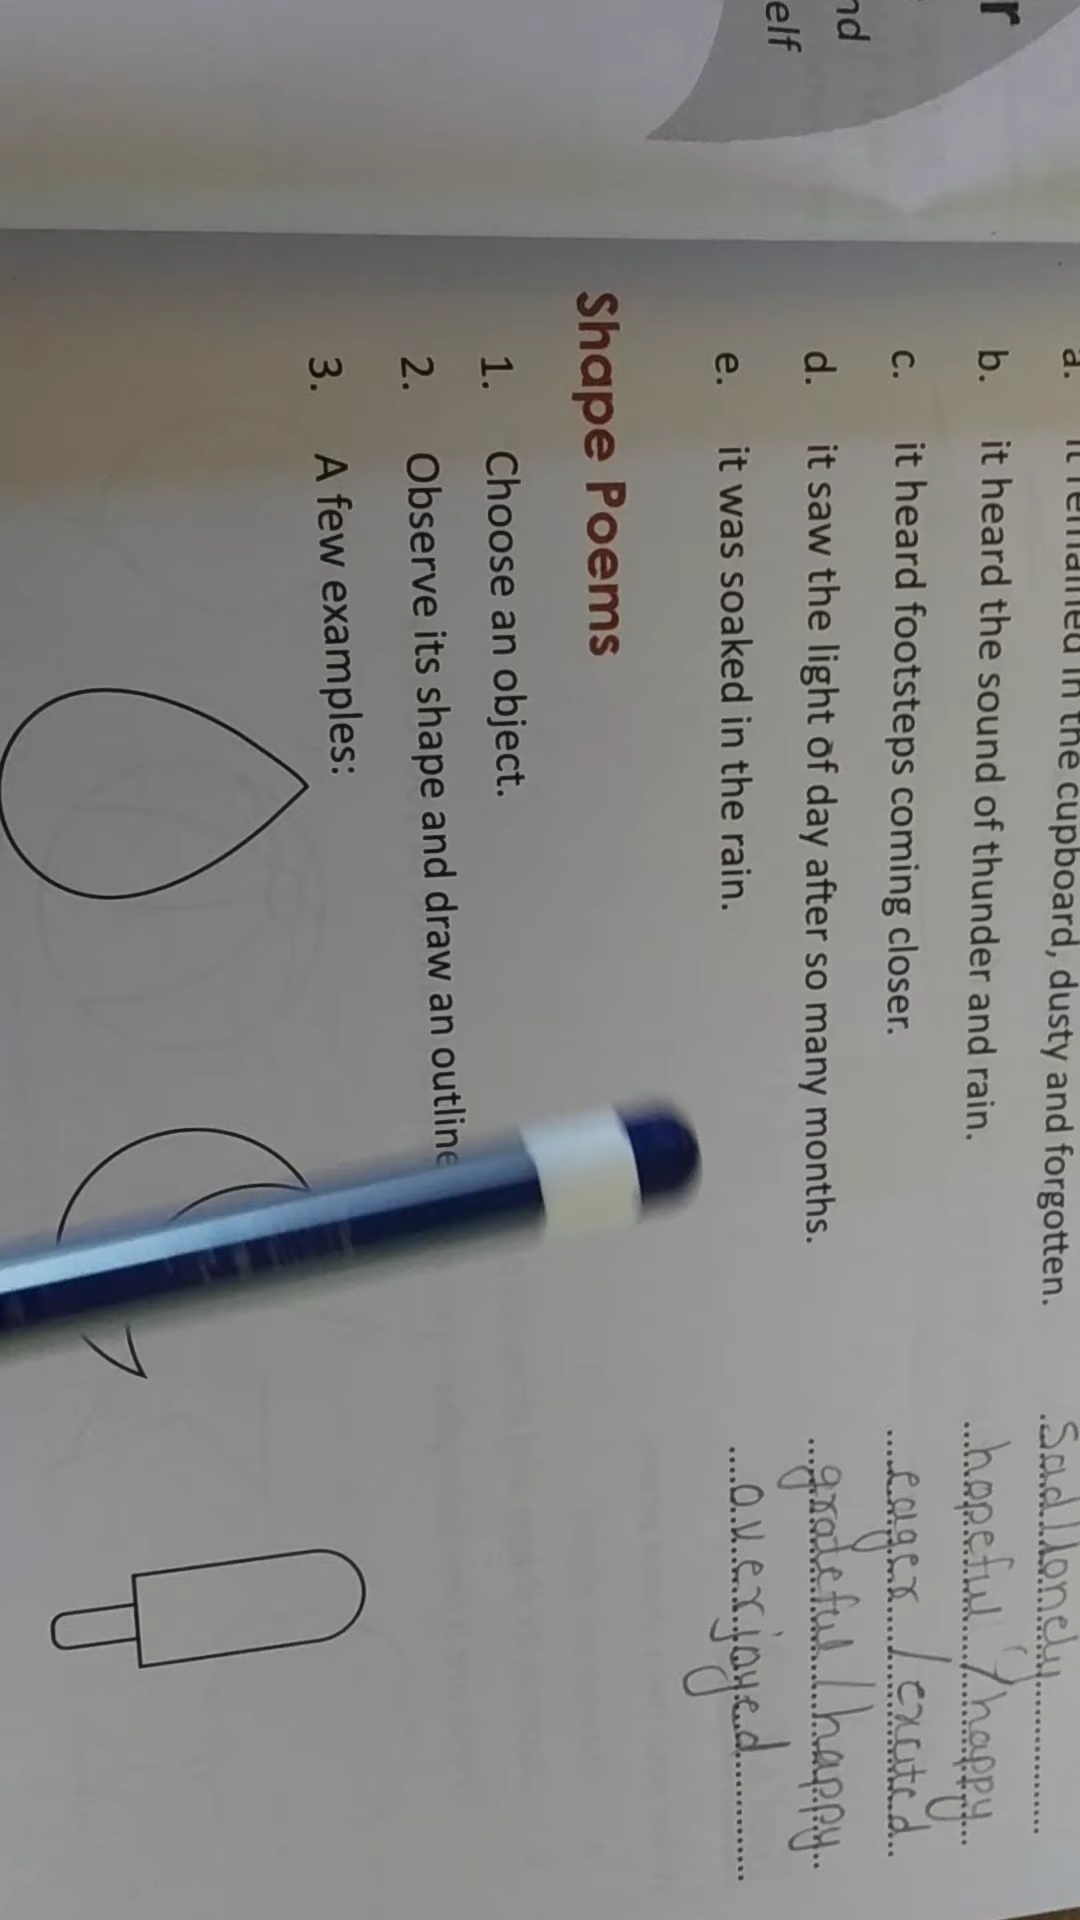 r
nd
elf
a. it remained in the cupboard, dusty and forgotten. Sad/lonely
b. it heard the sound of thunder and rain. hopeful/happy
c. it heard footsteps coming closer. eager/excited
d. it saw the light of day after so many months. grateful/happy
e. it was soaked in the rain. overjoyed
Shape Poems
1. Choose an object.
2. Observe its shape and draw an outline
3. A few examples: